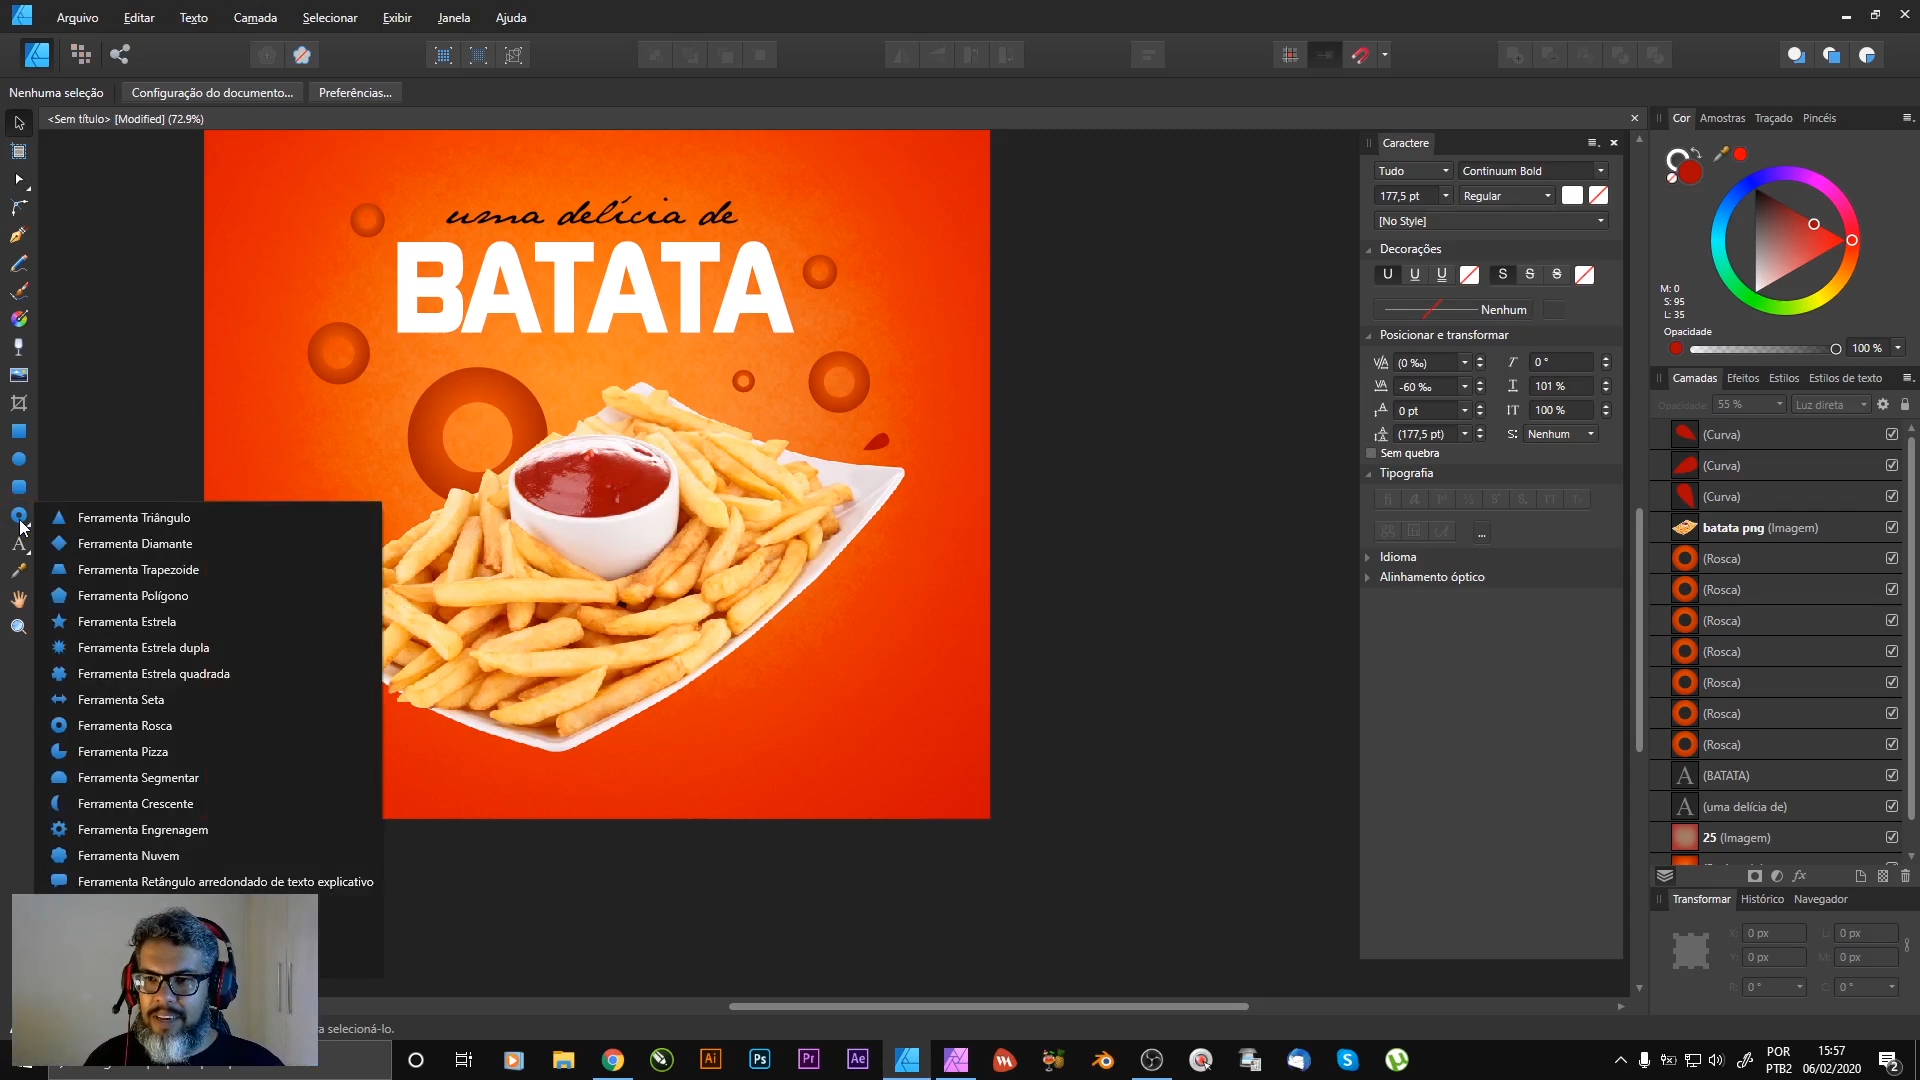 Arquivo Editar Texto Camada Selecionar Exibir Janela Ajuda
Nenhuma seleção Configuração do documento... Preferências...
<Sem título> [Modified] (72.9%)
uma delícia de
BATATA
Ferramenta Triângulo
Ferramenta Diamante
Ferramenta Trapezoide
Ferramenta Polígono
Ferramenta Estrela
Ferramenta Estrela dupla
Ferramenta Estrela quadrada
Ferramenta Seta
Ferramenta Rosca
Ferramenta Pizza
Ferramenta Segmentar
Ferramenta Crescente
Ferramenta Engrenagem
Ferramenta Nuvem
Ferramenta Retângulo arredondado de texto explicativo
a selecioná-lo.
Caractere
Tudo Continuum Bold
177,5 pt Regular
[No Style]
Decorações
U U U S S S
Nenhum
Posicionar e transformar
(0 ‰) 0 °
-60 ‰ 101 %
0 pt 100 %
(177,5 pt) S: Nenhum
Sem quebra
Tipografia
...
Idioma
Alinhamento óptico
Cor Amostras Traçado Pincéis
M: 0
S: 95
L: 35
Opacidade
100 %
Camadas Efeitos Estilos Estilos de texto
Opacidade: 55 % Luz direta
(Curva)
(Curva)
(Curva)
batata png (Imagem)
(Rosca)
(Rosca)
(Rosca)
(Rosca)
(Rosca)
(Rosca)
(Rosca)
A (BATATA)
A (uma delícia de)
25 (Imagem)
fx
Transformar Histórico Navegador
X: 0 px L: 0 px
Y: 0 px M: 0 px
R: 0 ° C: 0 °
Ai Ps Pr Ae
POR
PTB2
15:57
06/02/2020
2